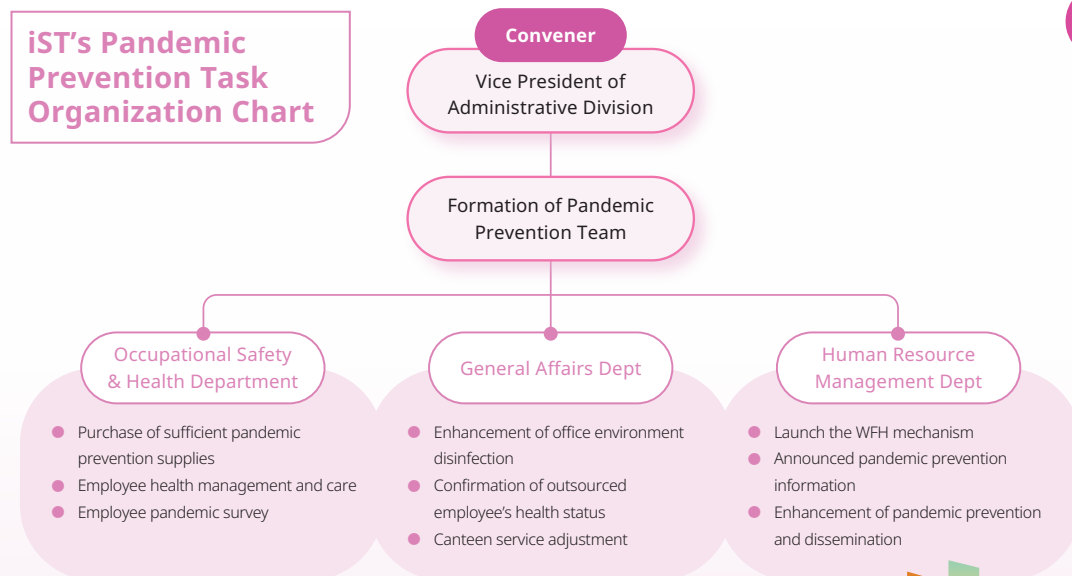 iST’s Pandemic
Prevention Task
Organization Chart
Convener
Vice President of
Administrative Division
Formation of Pandemic
Prevention Team
Occupational Safety
& Health Department
Purchase of sufficient pandemic
prevention supplies
Employee health management and care
Employee pandemic survey
General Affairs Dept
Enhancement of office environment
disinfection
Confirmation of outsourced
employee’s health status
Canteen service adjustment
Human Resource
Management Dept
Launch the WFH mechanism
Announced pandemic prevention
information
Enhancement of pandemic prevention
and dissemination